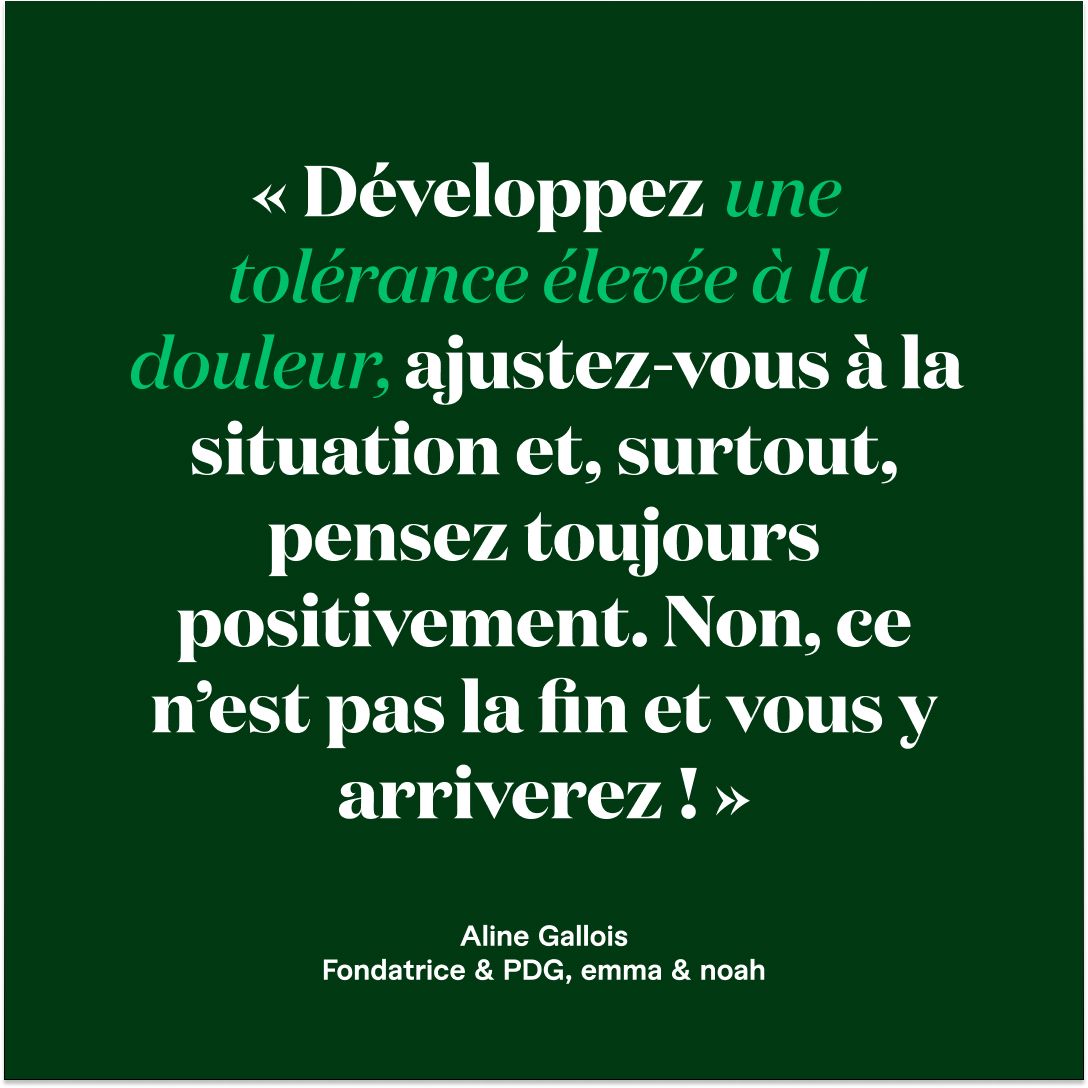 « Développez une
tolérance élevée à la
douleur, ajustez-vous à la
situation et, surtout,
pensez toujours
positivement. Non, ce
n’est pas la fin et vous y
arriverez ! »
Aline Gallois
Fondatrice & PDG, emma & noah